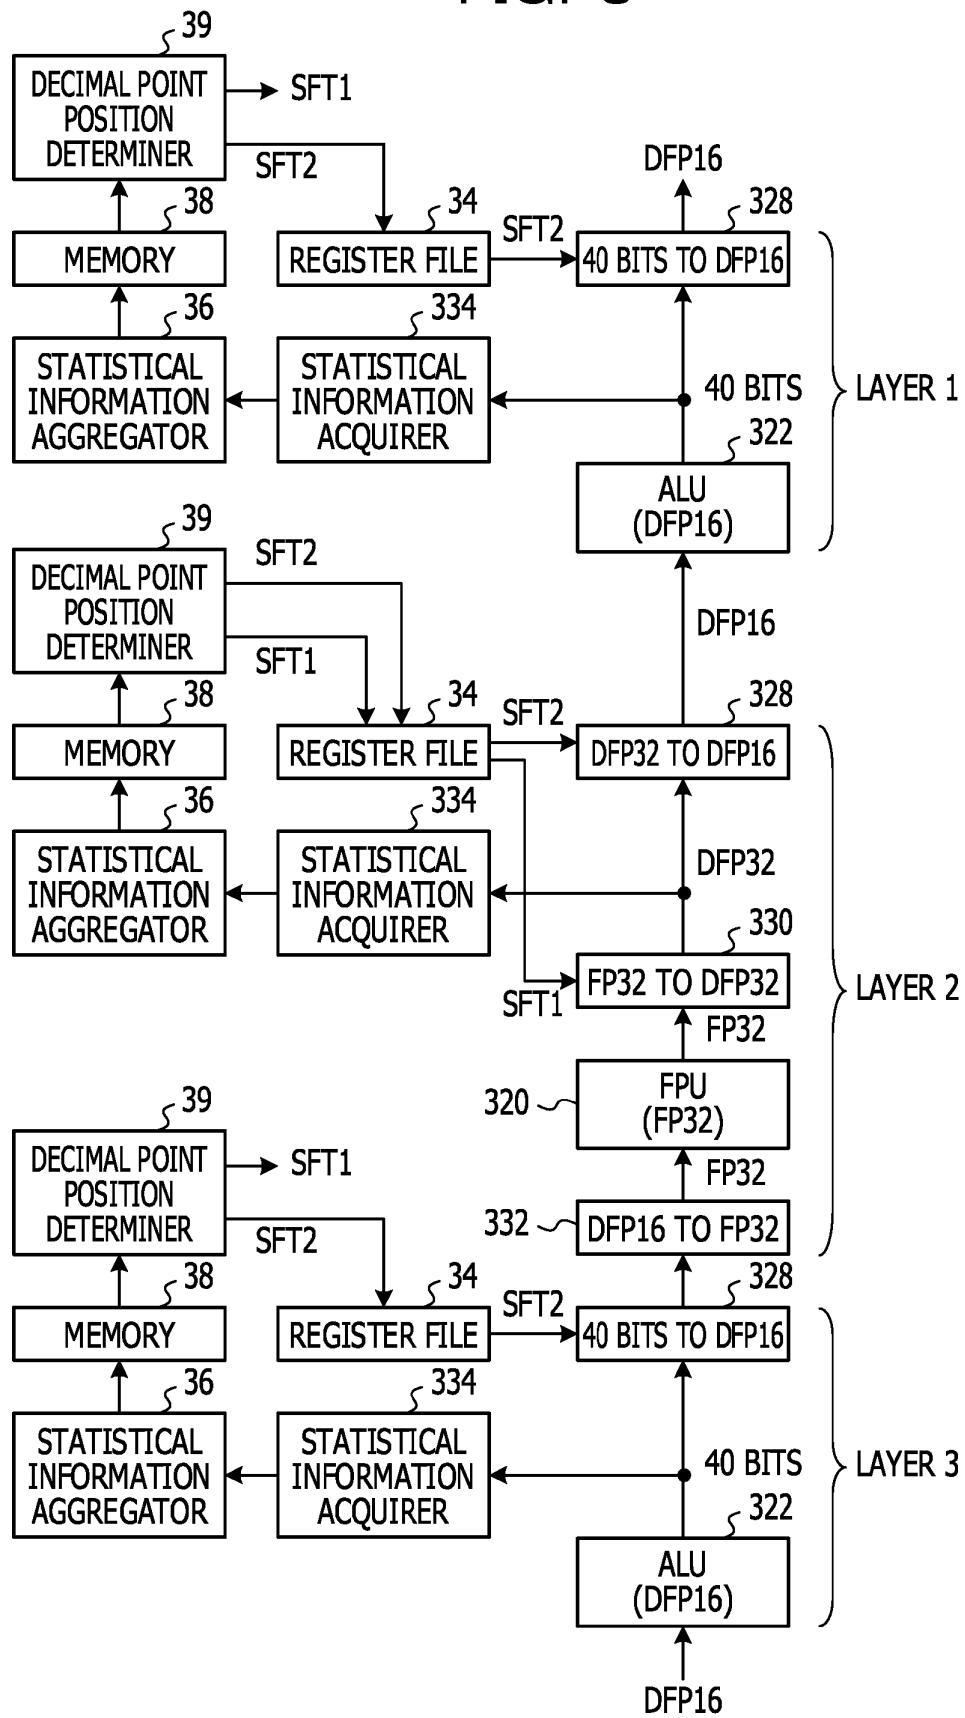 39
DECIMAL POINT
POSITION
DETERMINER
SFT1
SFT2
DFP16
38
MEMORY
34
REGISTER FILE
SFT2
328
40 BITS TO DFP16
36
STATISTICAL
INFORMATION
AGGREGATOR
334
STATISTICAL
INFORMATION
ACQUIRER
40 BITS
LAYER 1
322
ALU
(DFP16)
39
DECIMAL POINT
POSITION
DETERMINER
SFT2
SFT1
DFP16
38
MEMORY
34
REGISTER FILE
SFT2
328
DFP32 TO DFP16
36
STATISTICAL
INFORMATION
AGGREGATOR
334
STATISTICAL
INFORMATION
ACQUIRER
DFP32
330
FP32 TO DFP32
SFT1
LAYER 2
FP32
320
FPU
(FP32)
FP32
332
DFP16 TO FP32
39
DECIMAL POINT
POSITION
DETERMINER
SFT1
SFT2
38
MEMORY
34
REGISTER FILE
SFT2
328
40 BITS TO DFP16
36
STATISTICAL
INFORMATION
AGGREGATOR
334
STATISTICAL
INFORMATION
ACQUIRER
40 BITS
LAYER 3
322
ALU
(DFP16)
DFP16